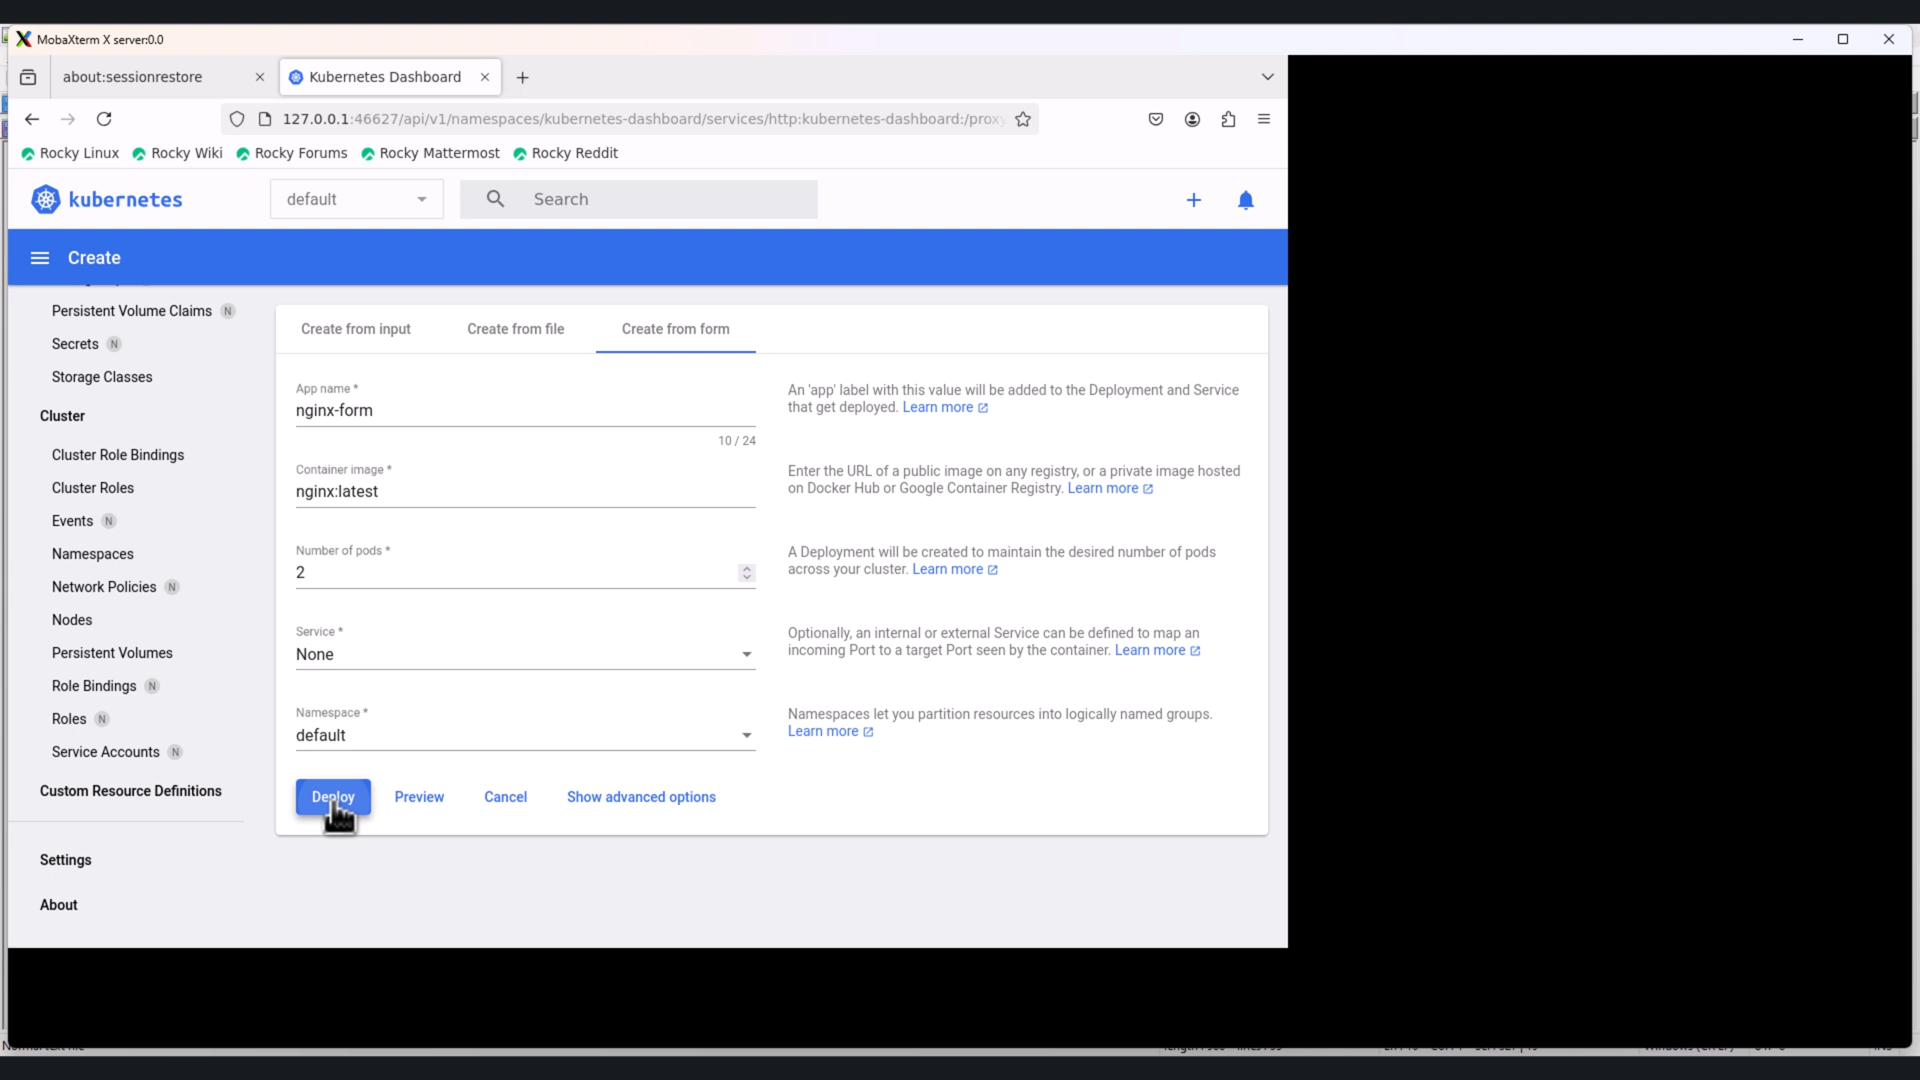 MobaXterm X server:0.0
about:sessionrestore
Kubernetes Dashboard
127.0.0.1:46627/api/v1/namespaces/kubernetes-dashboard/services/http:kubernetes-dashboard:/proxy
Rocky Linux
Rocky Wiki
Rocky Forums
Rocky Mattermost
Rocky Reddit
kubernetes
default
Search
Create
Persistent Volume Claims N
Secrets N
Storage Classes
Cluster
Cluster Role Bindings
Cluster Roles
Events N
Namespaces
Network Policies N
Nodes
Persistent Volumes
Role Bindings N
Roles N
Service Accounts N
Custom Resource Definitions
Settings
About
Create from input
Create from file
Create from form
App name *
nginx-form
10 / 24
An 'app' label with this value will be added to the Deployment and Service
that get deployed. Learn more
Container image *
nginx:latest
Enter the URL of a public image on any registry, or a private image hosted
on Docker Hub or Google Container Registry. Learn more
Number of pods *
2
A Deployment will be created to maintain the desired number of pods
across your cluster. Learn more
Service *
None
Optionally, an internal or external Service can be defined to map an
incoming Port to a target Port seen by the container. Learn more
Namespace *
default
Namespaces let you partition resources into logically named groups.
Learn more
Deploy
Preview
Cancel
Show advanced options